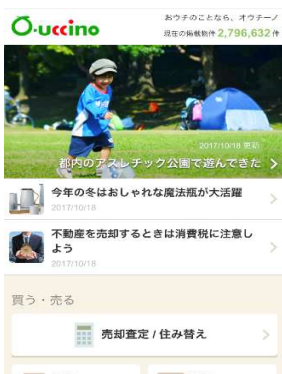 O-uccino
おウチのことなら、オウチーノ
現在の掲載物件 2,796,632 件
2017/10/18 更新
都内のアスレチック公園で遊んできた
今年の冬はおしゃれな魔法瓶が大活躍
2017/10/18
不動産を売却するときは消費税に注意し
よう
2017/10/18
買う・売る
売却査定 / 住み替え